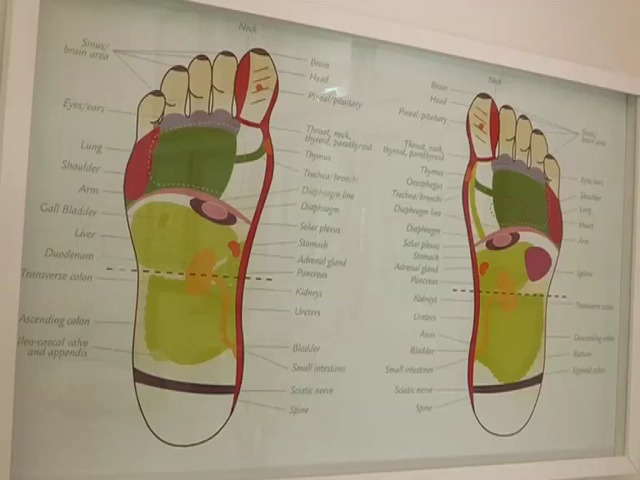 Neck
Sinus/
brain area
Eyes/ears
Lung
Shoulder
Arm
Gall Bladder
Liver
Duodenum
Transverse colon
Ascending colon
Ileo-caecal valve
and appendix
Brain
Head
Pineal/pituitary
Throat, neck,
thyroid, parathyroid
Thymus
Trachea/bronchi
Diaphragm line
Diaphragm
Solar plexus
Stomach
Adrenal gland
Pancreas
Kidneys
Ureters
Bladder
Small intestines
Sciatic nerve
Spine
Neck
Brain
Head
Pineal/pituitary
Throat, neck,
thyroid, parathyroid
Thymus
Oesophagus
Trachea/bronchi
Diaphragm line
Diaphragm
Solar plexus
Stomach
Adrenal gland
Pancreas
Kidneys
Ureters
Anus
Bladder
Small intestines
Sciatic nerve
Spine
Sinus/
brain area
Eyes/ears
Shoulder
Lung
Heart
Arm
Spleen
Transverse colon
Descending colon
Rectum
Sigmoid colon